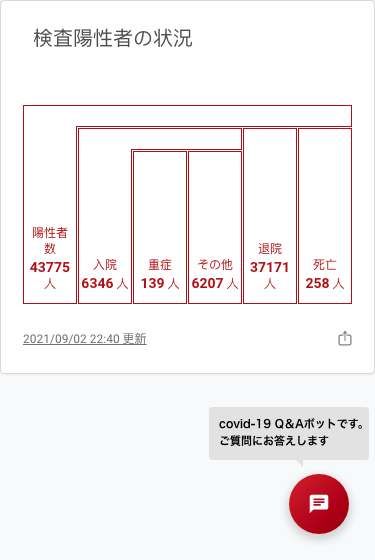 検査陽性者の状況
陽性者
数
43775
人
入院
6346 人
重症
139 人
その他
6207 人
退院
37171
人
死亡
258 人
2021/09/02 22:40 更新
covid-19 Q&Aボットです。
ご質問にお答えします